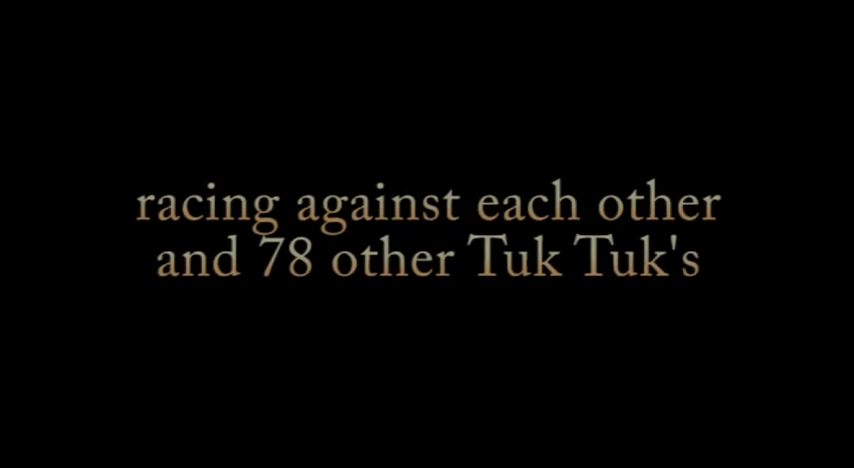 racing against each other
and 78 other Tuk Tuk's